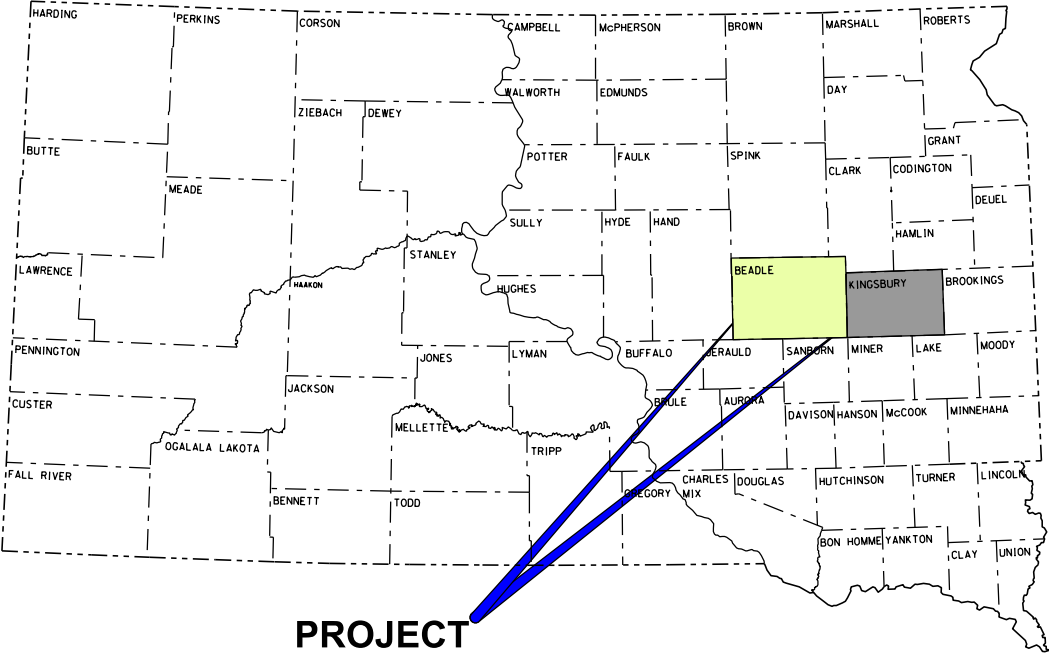 HARDING
PERKINS
CORSON
CAMPBELL
McPHERSON
BROWN
MARSHALL
ROBERTS
ZIEBACH
DEWEY
WALWORTH
EDMUNDS
DAY
BUTTE
MEADE
POTTER
FAULK
SPINK
CLARK
CODINGTON
GRANT
DEUEL
SULLY
HYDE
HAND
HAMLIN
LAWRENCE
HAAKON
STANLEY
HUGHES
BEADLE
KINGSBURY
BROOKINGS
PENNINGTON
JACKSON
JONES
LYMAN
BUFFALO
JERAULD
SANBORN
MINER
LAKE
MOODY
CUSTER
OGALALA LAKOTA
MELLETTE
TRIPP
BRULE
AURORA
DAVISON
HANSON
McCOOK
MINNEHAHA
FALL RIVER
BENNETT
TODD
GREGORY
CHARLES
MIX
DOUGLAS
HUTCHINSON
TURNER
LINCOLN
BON HOMME
YANKTON
CLAY
UNION
PROJECT